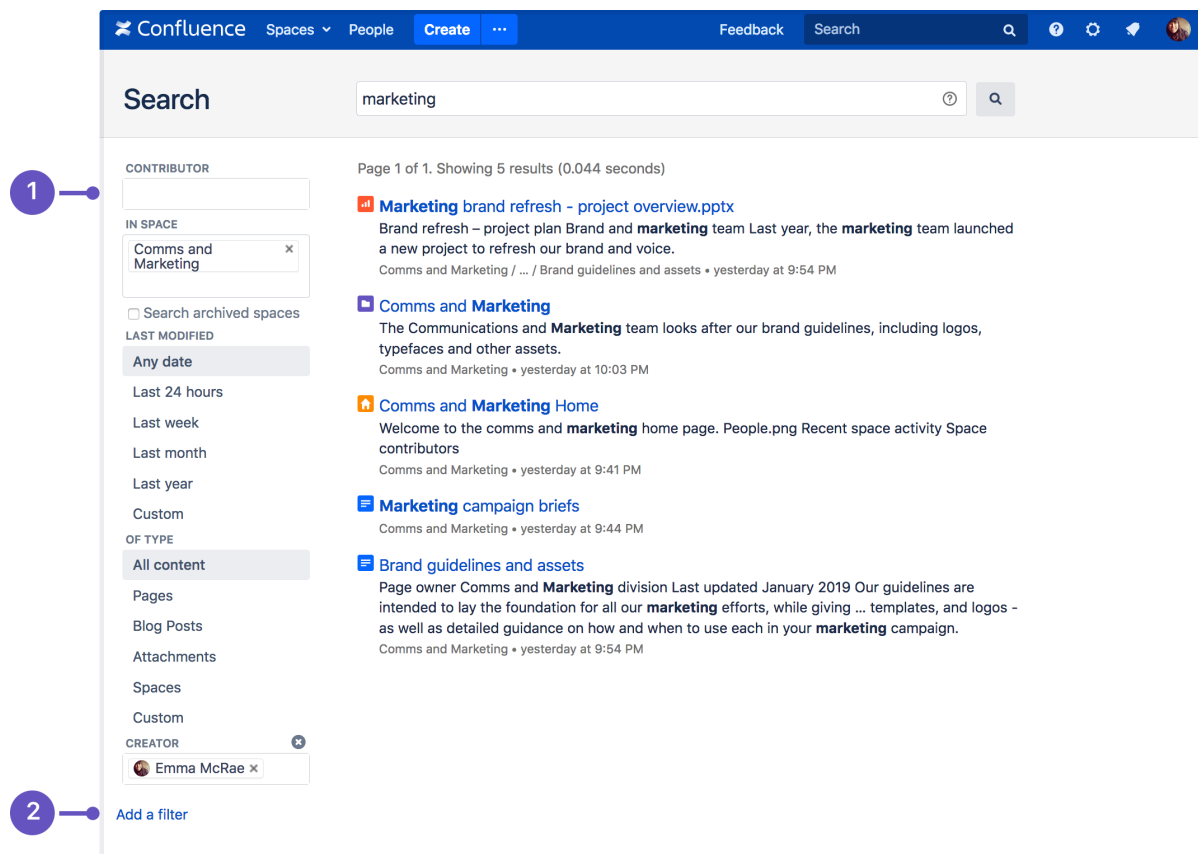 Confluence Spaces People Create ··· Feedback Search
Search
marketing
1
CONTRIBUTOR
IN SPACE
Comms and
Marketing
Search archived spaces
LAST MODIFIED
Any date
Last 24 hours
Last week
Last month
Last year
Custom
OF TYPE
All content
Pages
Blog Posts
Attachments
Spaces
Custom
CREATOR
Emma McRae
2
Add a filter
Page 1 of 1. Showing 5 results (0.044 seconds)
Marketing brand refresh - project overview.pptx
Brand refresh – project plan Brand and marketing team Last year, the marketing team launched
a new project to refresh our brand and voice.
Comms and Marketing / ... / Brand guidelines and assets • yesterday at 9:54 PM
Comms and Marketing
The Communications and Marketing team looks after our brand guidelines, including logos,
typefaces and other assets.
Comms and Marketing • yesterday at 10:03 PM
Comms and Marketing Home
Welcome to the comms and marketing home page. People.png Recent space activity Space
contributors
Comms and Marketing • yesterday at 9:41 PM
Marketing campaign briefs
Comms and Marketing • yesterday at 9:44 PM
Brand guidelines and assets
Page owner Comms and Marketing division Last updated January 2019 Our guidelines are
intended to lay the foundation for all our marketing efforts, while giving ... templates, and logos -
as well as detailed guidance on how and when to use each in your marketing campaign.
Comms and Marketing • yesterday at 9:54 PM